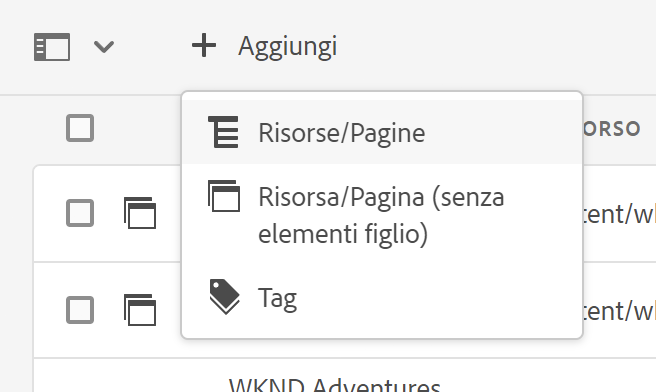 Aggiungi
Risorse/Pagine
ORSO
Risorsa/Pagina (senza
elementi figlio)
tent/wk
Tag
tent/wk
WKND Adventures